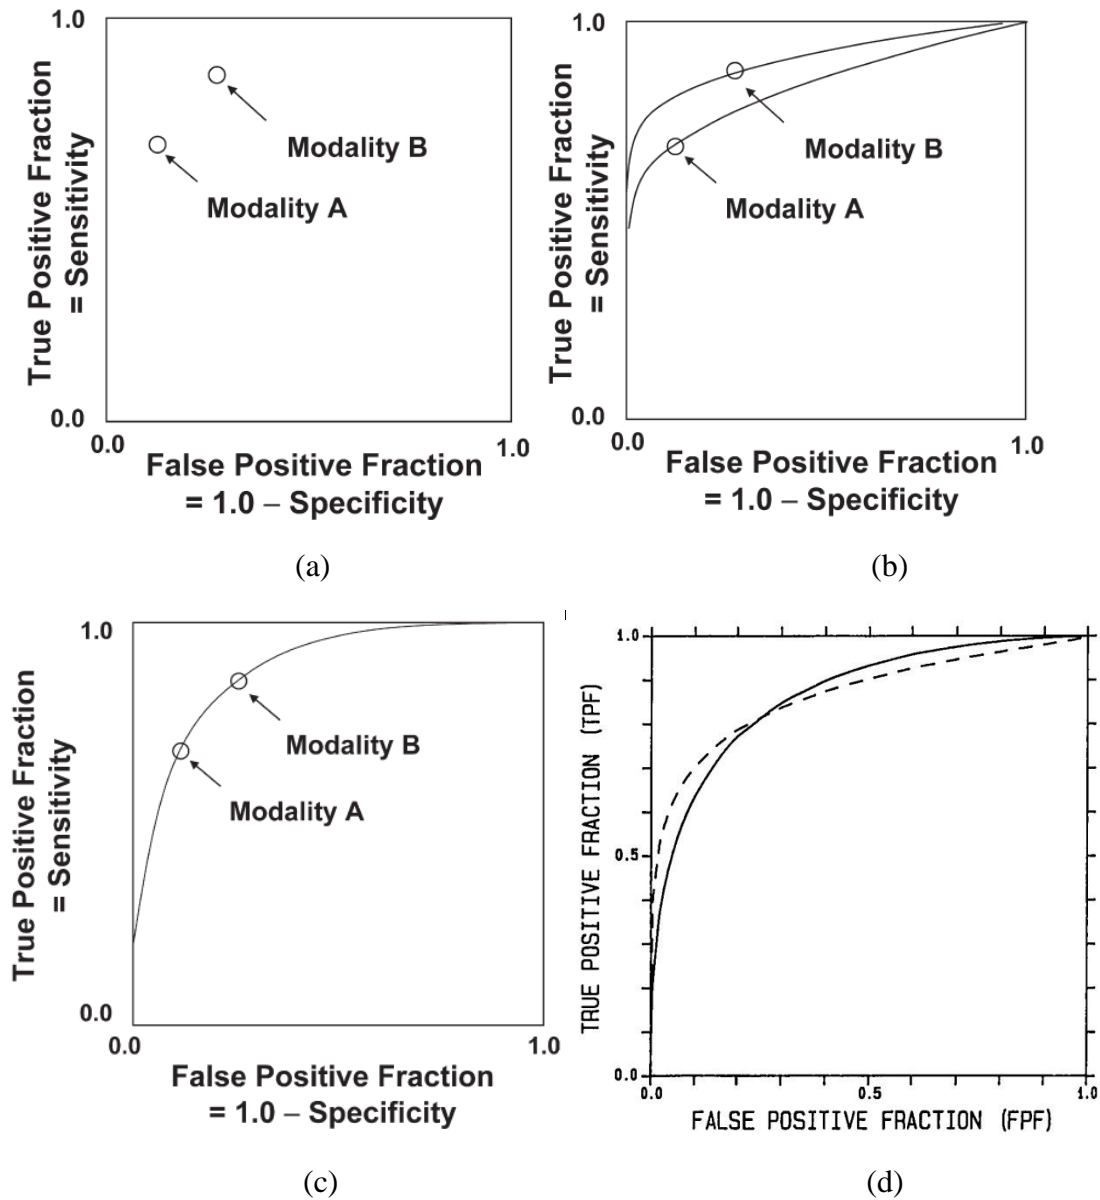 1.0
True Positive Fraction
= Sensitivity
Modality B
Modality A
0.0
0.0
1.0
False Positive Fraction
= 1.0 – Specificity
(a)
1.0
True Positive Fraction
= Sensitivity
Modality B
Modality A
0.0
0.0
1.0
False Positive Fraction
= 1.0 – Specificity
(b)
1.0
True Positive Fraction
= Sensitivity
Modality B
Modality A
0.0
0.0
1.0
False Positive Fraction
= 1.0 – Specificity
(c)
1.0
TRUE POSITIVE FRACTION (TPF)
0.5
0.0
0.0
0.5
1.0
FALSE POSITIVE FRACTION (FPF)
(d)